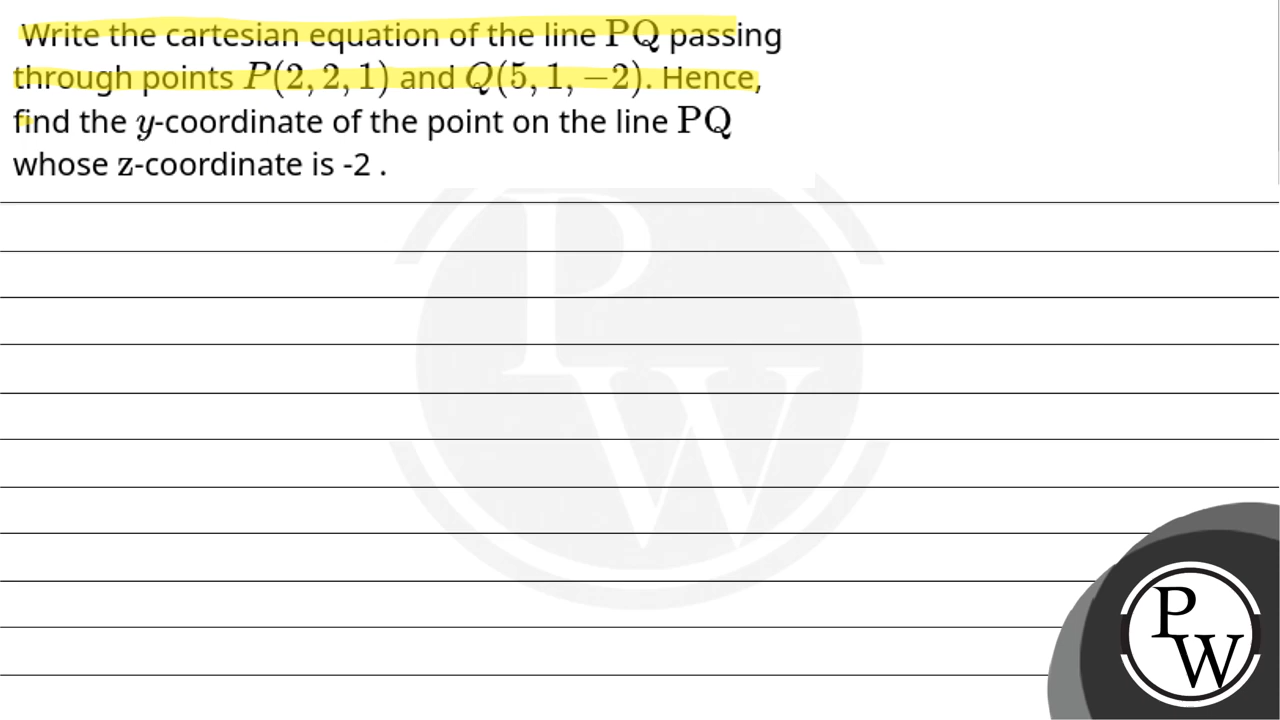 Write the cartesian equation of the line PQ passing
through points P(2, 2, 1) and Q(5, 1, −2). Hence,
find the y-coordinate of the point on the line PQ
whose z-coordinate is -2 .
P
W
P
W